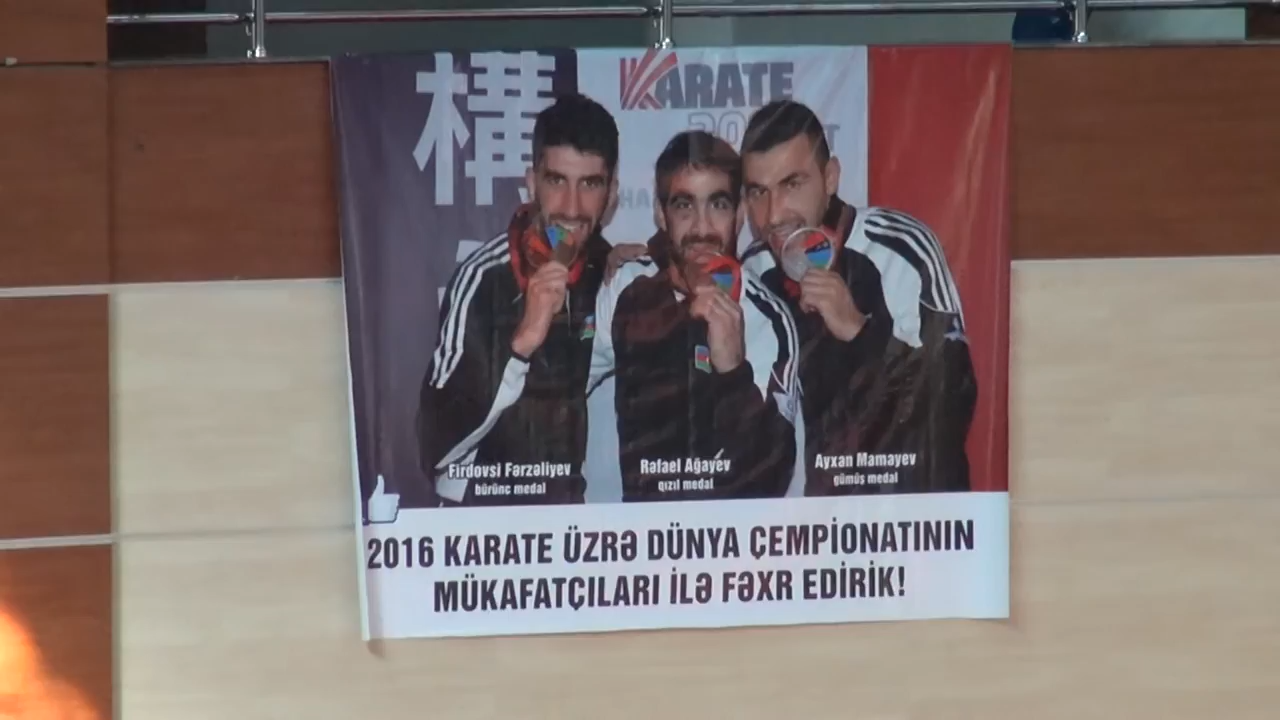 構
KARATE
Firdovsi Fərzəliyev
bürünc medal
Rəfael Ağayev
qızıl medal
Ayxan Mamayev
gümüş medal
2016 KARATE ÜZRƏ DÜNYA ÇEMPİONATININ
MÜKAFATÇILARI İLƏ FƏXR EDİRİK!